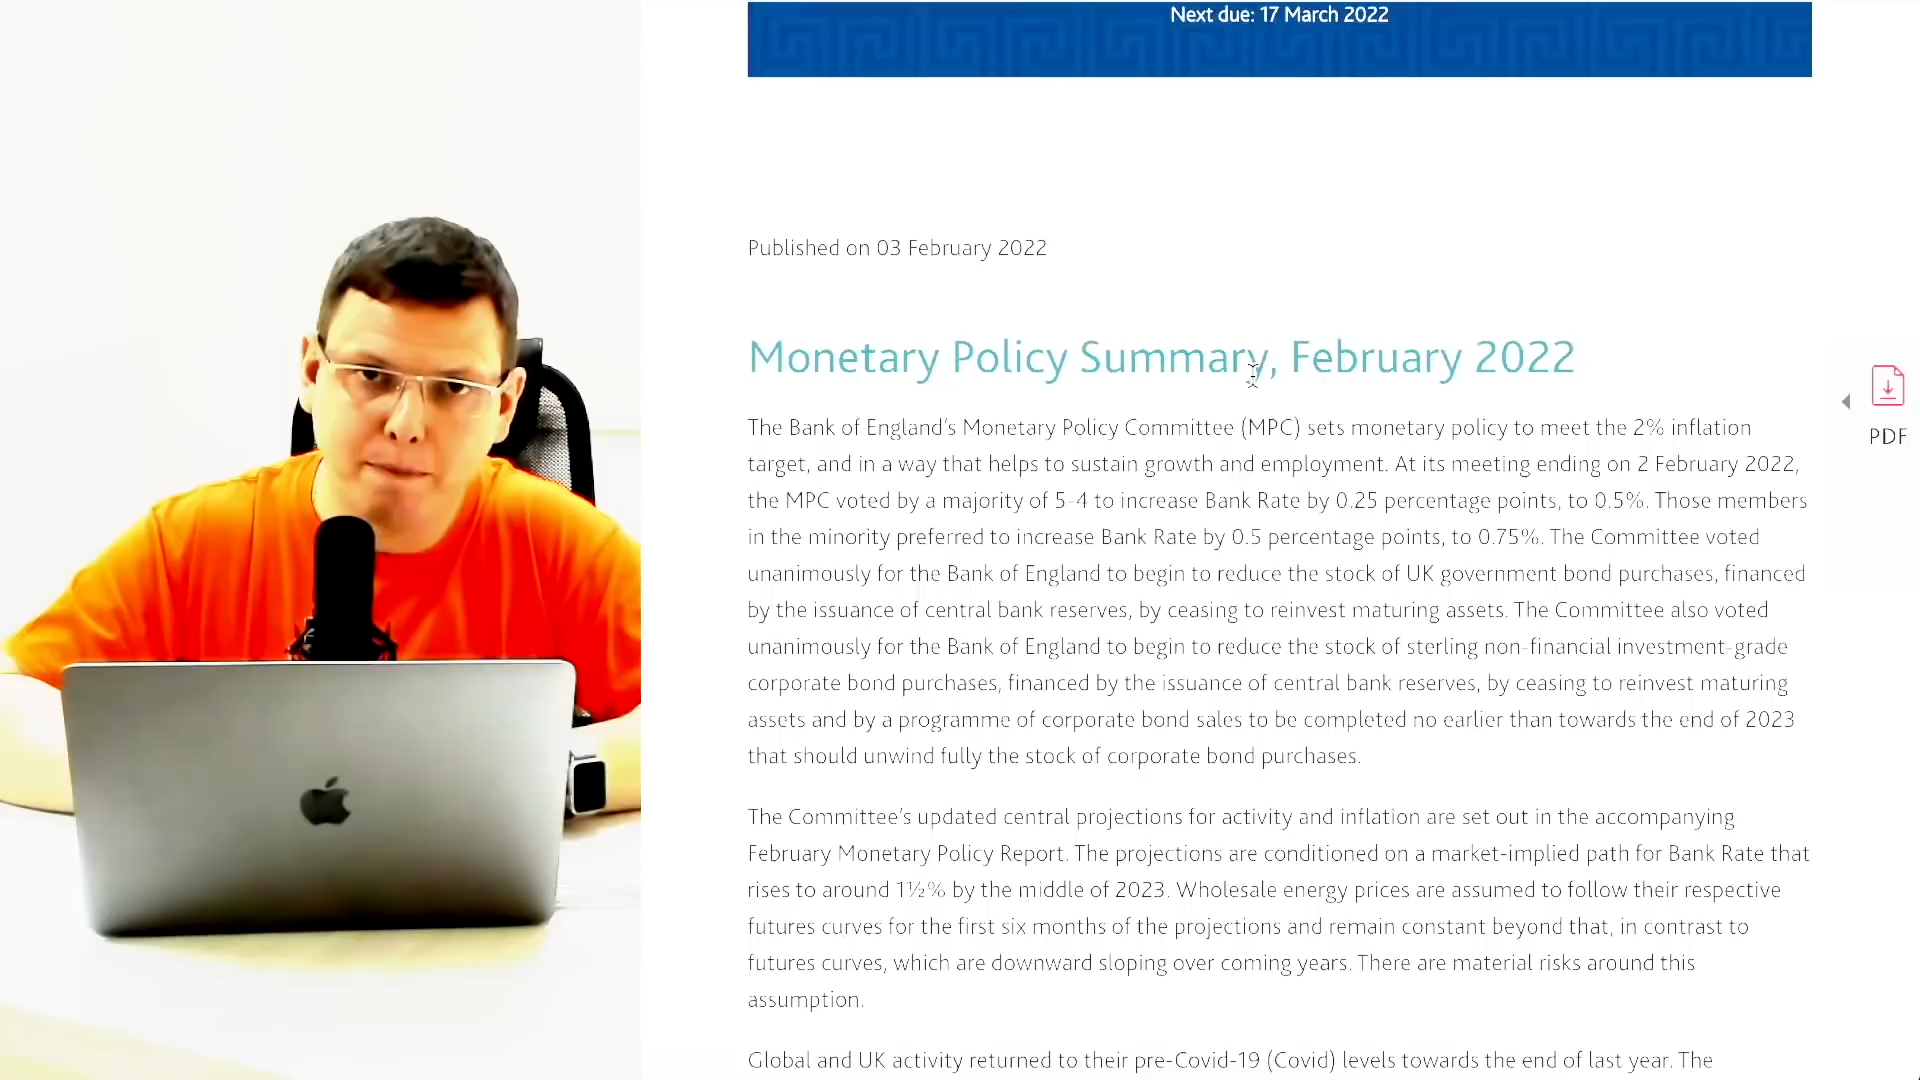 Next due: 17 March 2022
Published on 03 February 2022
Monetary Policy Summary, February 2022
The Bank of England's Monetary Policy Committee (MPC) sets monetary policy to meet the 2% inflation
target, and in a way that helps to sustain growth and employment. At its meeting ending on 2 February 2022,
the MPC voted by a majority of 5-4 to increase Bank Rate by 0.25 percentage points, to 0.5%. Those members
in the minority preferred to increase Bank Rate by 0.5 percentage points, to 0.75%. The Committee voted
unanimously for the Bank of England to begin to reduce the stock of UK government bond purchases, financed
by the issuance of central bank reserves, by ceasing to reinvest maturing assets. The Committee also voted
unanimously for the Bank of England to begin to reduce the stock of sterling non-financial investment-grade
corporate bond purchases, financed by the issuance of central bank reserves, by ceasing to reinvest maturing
assets and by a programme of corporate bond sales to be completed no earlier than towards the end of 2023
that should unwind fully the stock of corporate bond purchases.
The Committee's updated central projections for activity and inflation are set out in the accompanying
February Monetary Policy Report. The projections are conditioned on a market-implied path for Bank Rate that
rises to around 1½% by the middle of 2023. Wholesale energy prices are assumed to follow their respective
futures curves for the first six months of the projections and remain constant beyond that, in contrast to
futures curves, which are downward sloping over coming years. There are material risks around this
assumption.
Global and UK activity returned to their pre-Covid-19 (Covid) levels towards the end of last year. The
PDF